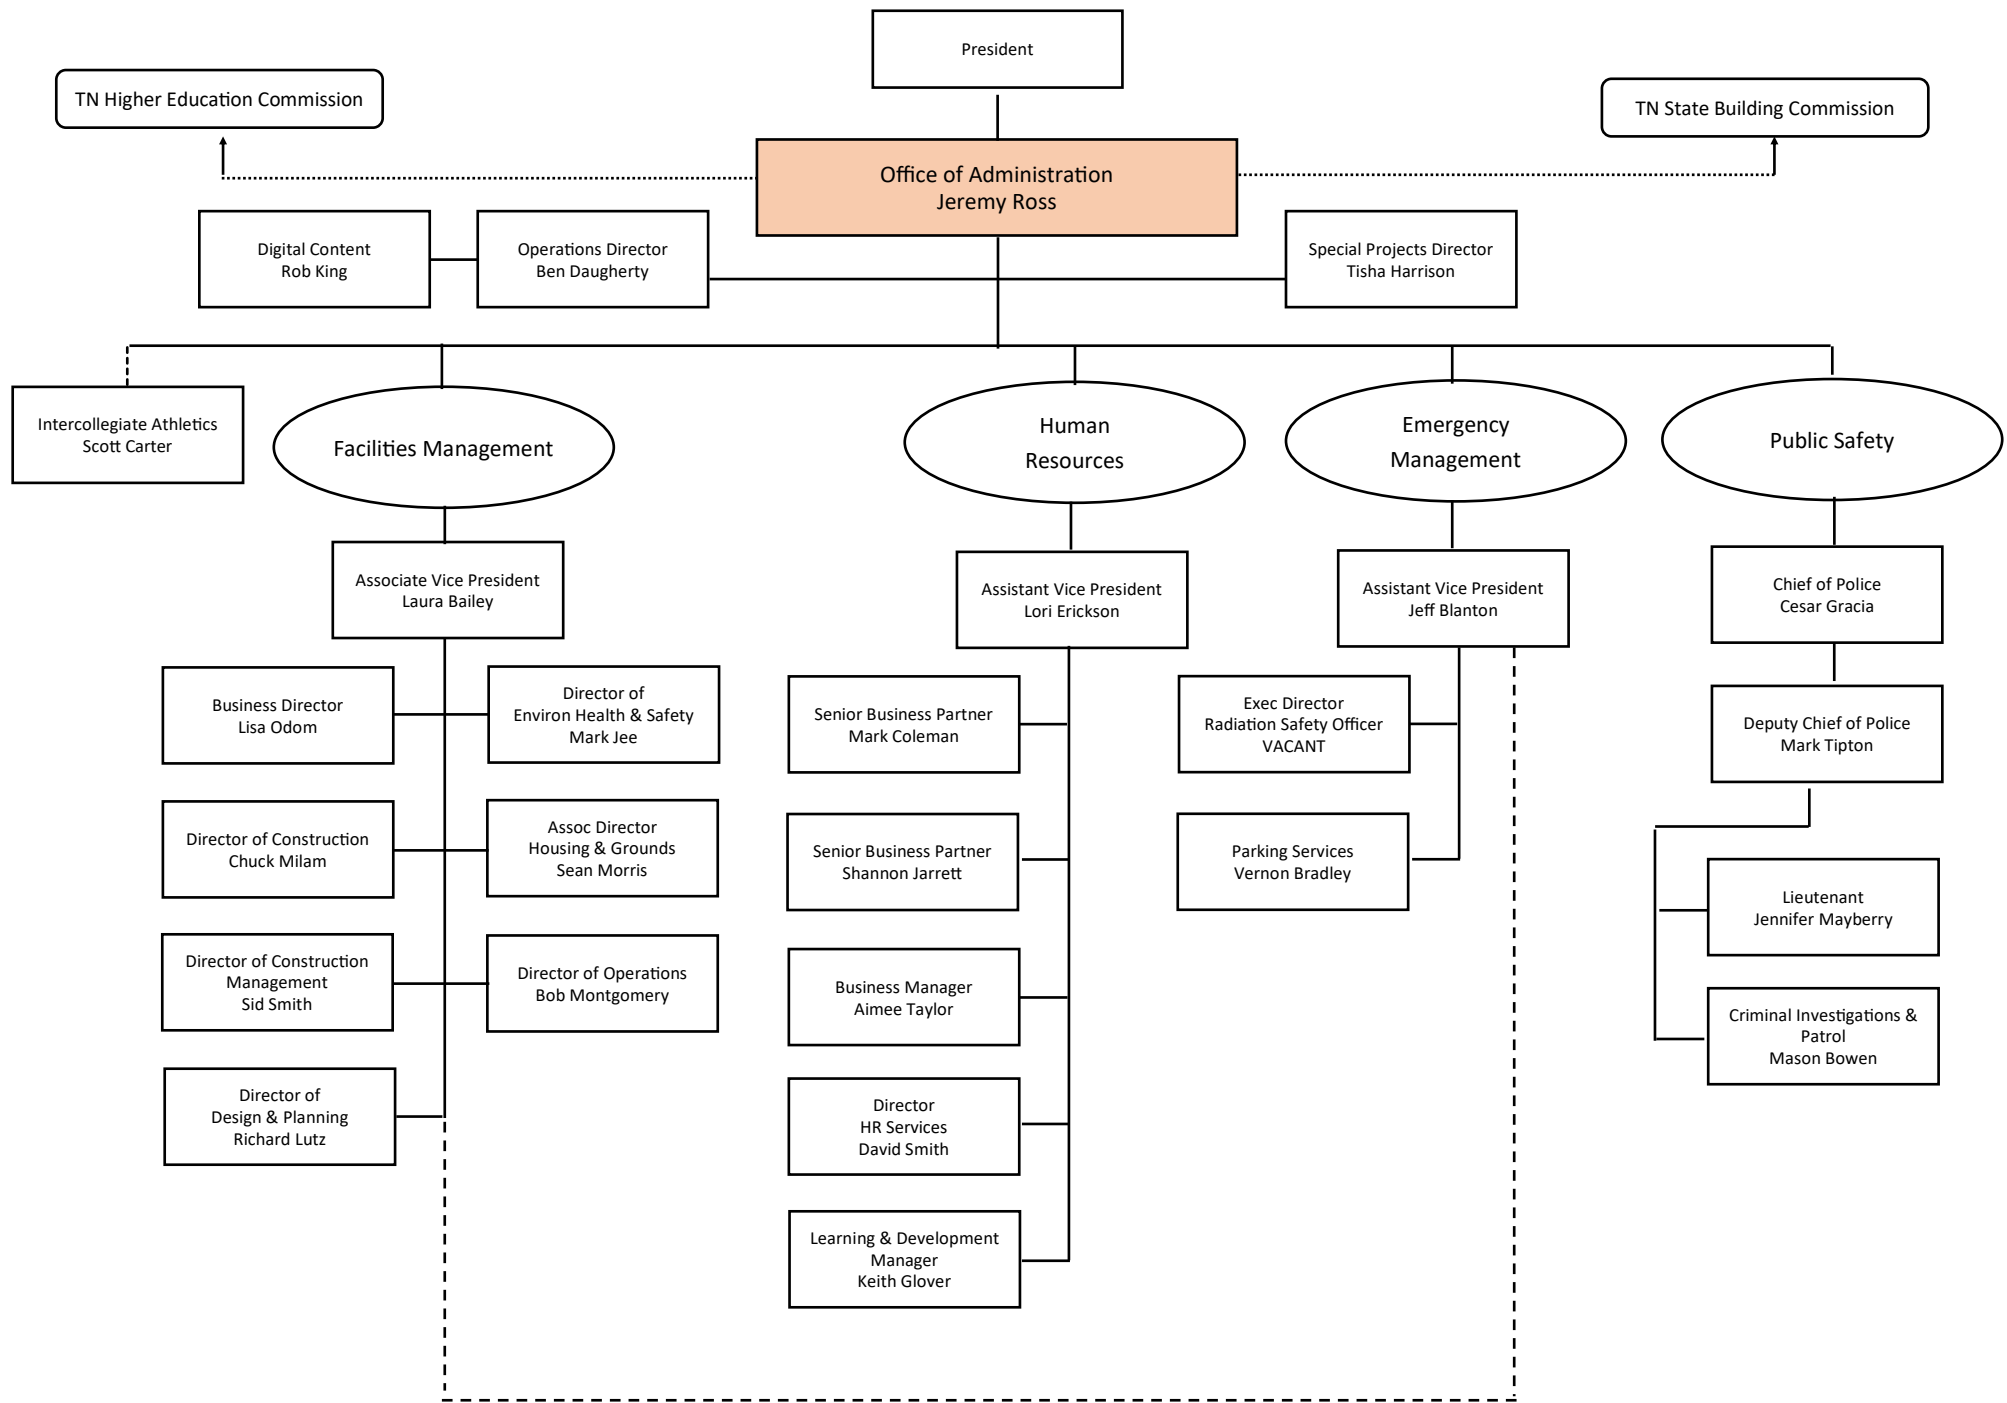 President
TN Higher Education Commission
TN State Building Commission
Office of Administration
Jeremy Ross
Digital Content
Rob King
Operations Director
Ben Daugherty
Special Projects Director
Tisha Harrison
Intercollegiate Athletics
Scott Carter
Facilities Management
Human
Resources
Emergency
Management
Public Safety
Associate Vice President
Laura Bailey
Assistant Vice President
Lori Erickson
Assistant Vice President
Jeff Blanton
Chief of Police
Cesar Gracia
Business Director
Lisa Odom
Director of
Environ Health & Safety
Mark Jee
Senior Business Partner
Mark Coleman
Exec Director
Radiation Safety Officer
VACANT
Deputy Chief of Police
Mark Tipton
Director of Construction
Chuck Milam
Assoc Director
Housing & Grounds
Sean Morris
Senior Business Partner
Shannon Jarrett
Parking Services
Vernon Bradley
Lieutenant
Jennifer Mayberry
Director of Construction
Management
Sid Smith
Director of Operations
Bob Montgomery
Business Manager
Aimee Taylor
Criminal Investigations &
Patrol
Mason Bowen
Director of
Design & Planning
Richard Lutz
Director
HR Services
David Smith
Learning & Development
Manager
Keith Glover